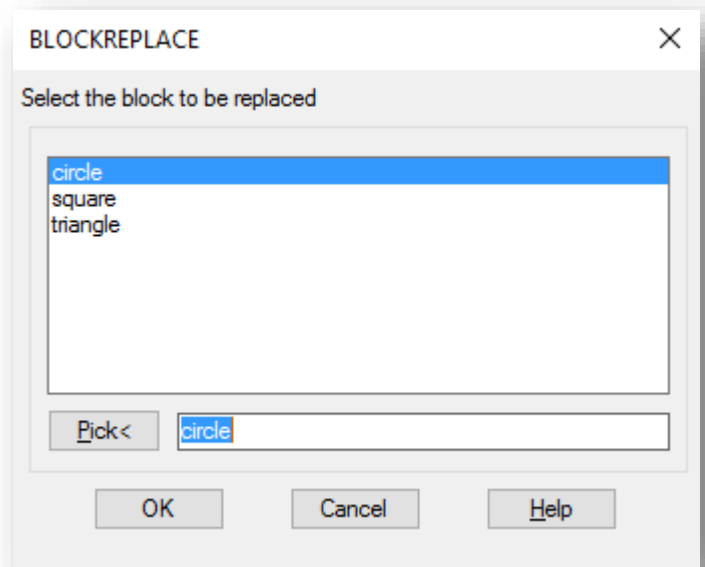 BLOCKREPLACE
Select the block to be replaced
circle
square
triangle
Pick< circle
OK Cancel Help